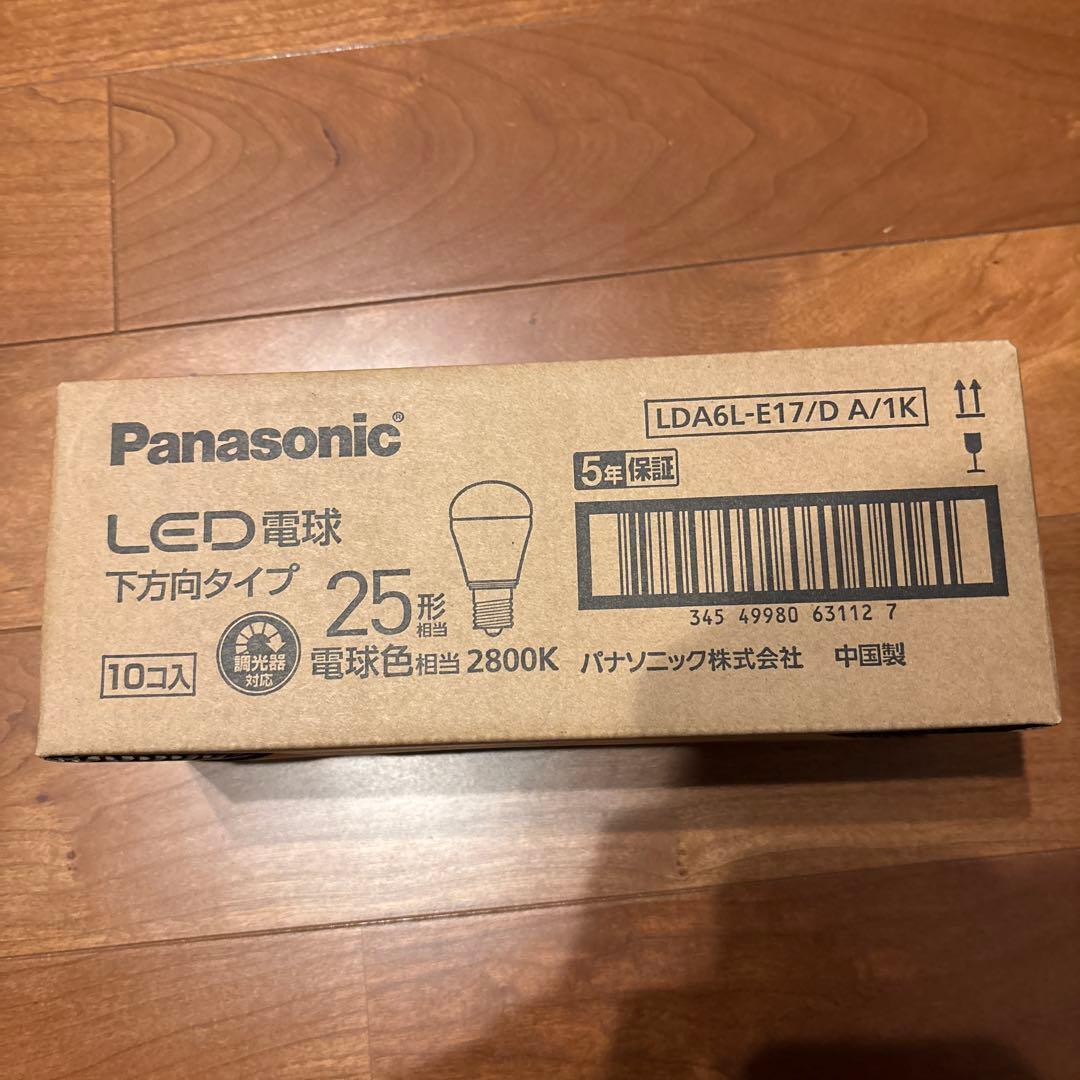 Panasonic®
LED電球
下方向タイプ
25形相当
10コ入
調光器対応
電球色相当 2800K
LDA6L-E17/D A/1K
5年保証
345 49980 63112 7
パナソニック株式会社 中国製